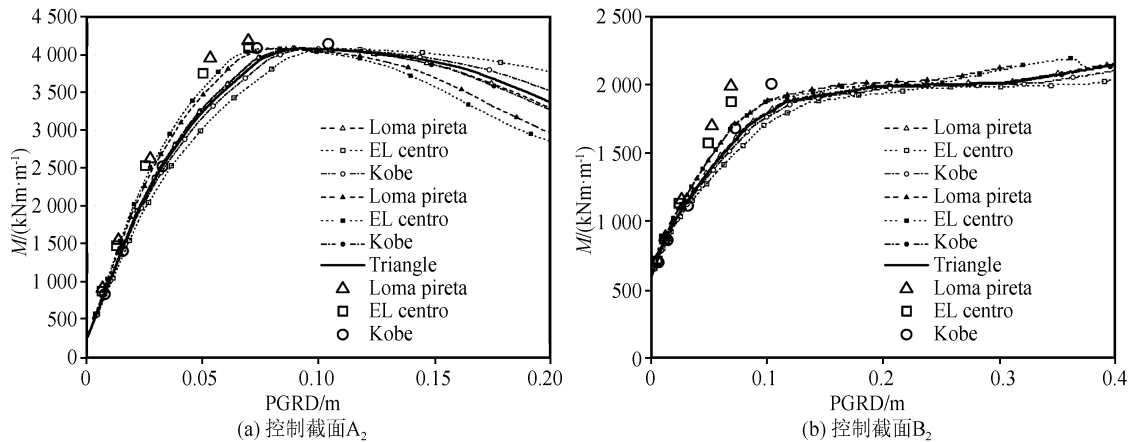 4 500
4 000
3 500
3 000
2 500
2 000
1 500
1 000
500
0
M/(kNm·m⁻¹)
0 0.05 0.10 0.15 0.20
PGRD/m
Loma pireta
EL centro
Kobe
Loma pireta
EL centro
Kobe
Triangle
Loma pireta
EL centro
Kobe
(a) 控制截面A₂
2 500
2 000
1 500
1 000
500
0
M/(kNm·m⁻¹)
0 0.1 0.2 0.3 0.4
PGRD/m
Loma pireta
EL centro
Kobe
Loma pireta
EL centro
Kobe
Triangle
Loma pireta
EL centro
Kobe
(b) 控制截面B₂